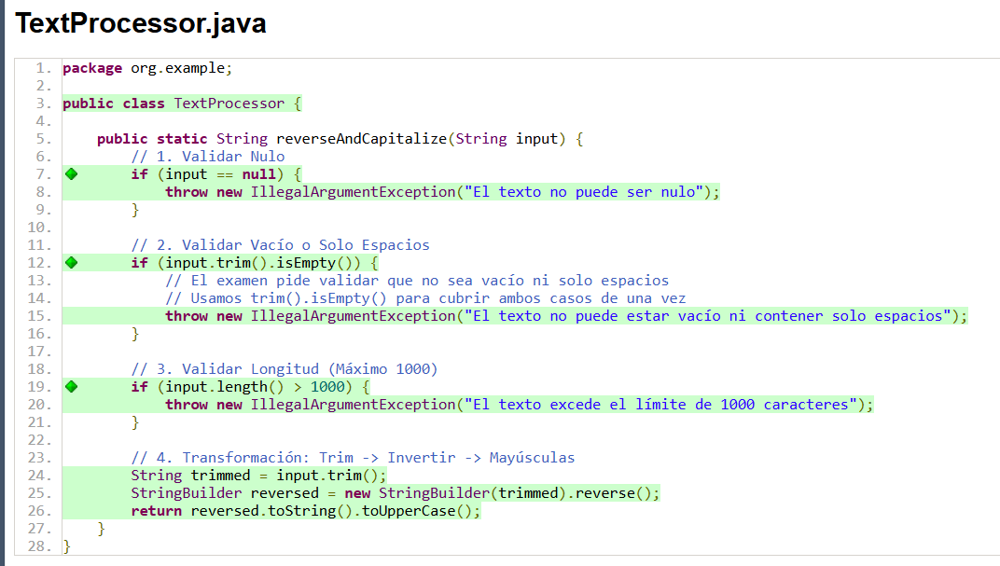 TextProcessor.java
1. package org.example;
2.
3. public class TextProcessor {
4.
5.     public static String reverseAndCapitalize(String input) {
6.         // 1. Validar Nulo
7.         if (input == null) {
8.             throw new IllegalArgumentException("El texto no puede ser nulo");
9.         }
10.
11.         // 2. Validar Vacío o Solo Espacios
12.         if (input.trim().isEmpty()) {
13.             // El examen pide validar que no sea vacío ni solo espacios
14.             // Usamos trim().isEmpty() para cubrir ambos casos de una vez
15.             throw new IllegalArgumentException("El texto no puede estar vacío ni contener solo espacios");
16.         }
17.
18.         // 3. Validar Longitud (Máximo 1000)
19.         if (input.length() > 1000) {
20.             throw new IllegalArgumentException("El texto excede el límite de 1000 caracteres");
21.         }
22.
23.         // 4. Transformación: Trim -> Invertir -> Mayúsculas
24.         String trimmed = input.trim();
25.         StringBuilder reversed = new StringBuilder(trimmed).reverse();
26.         return reversed.toString().toUpperCase();
27.     }
28. }